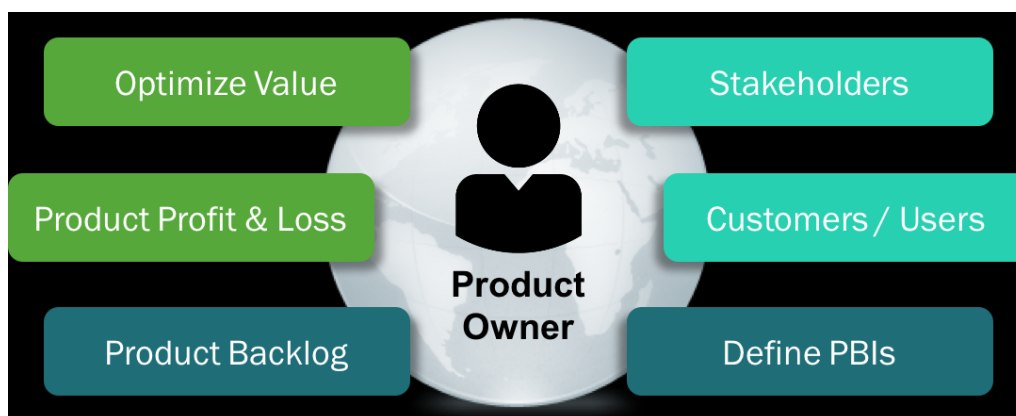 Optimize Value
Stakeholders
Product Profit & Loss
Customers / Users
Product
Owner
Product Backlog
Define PBIs